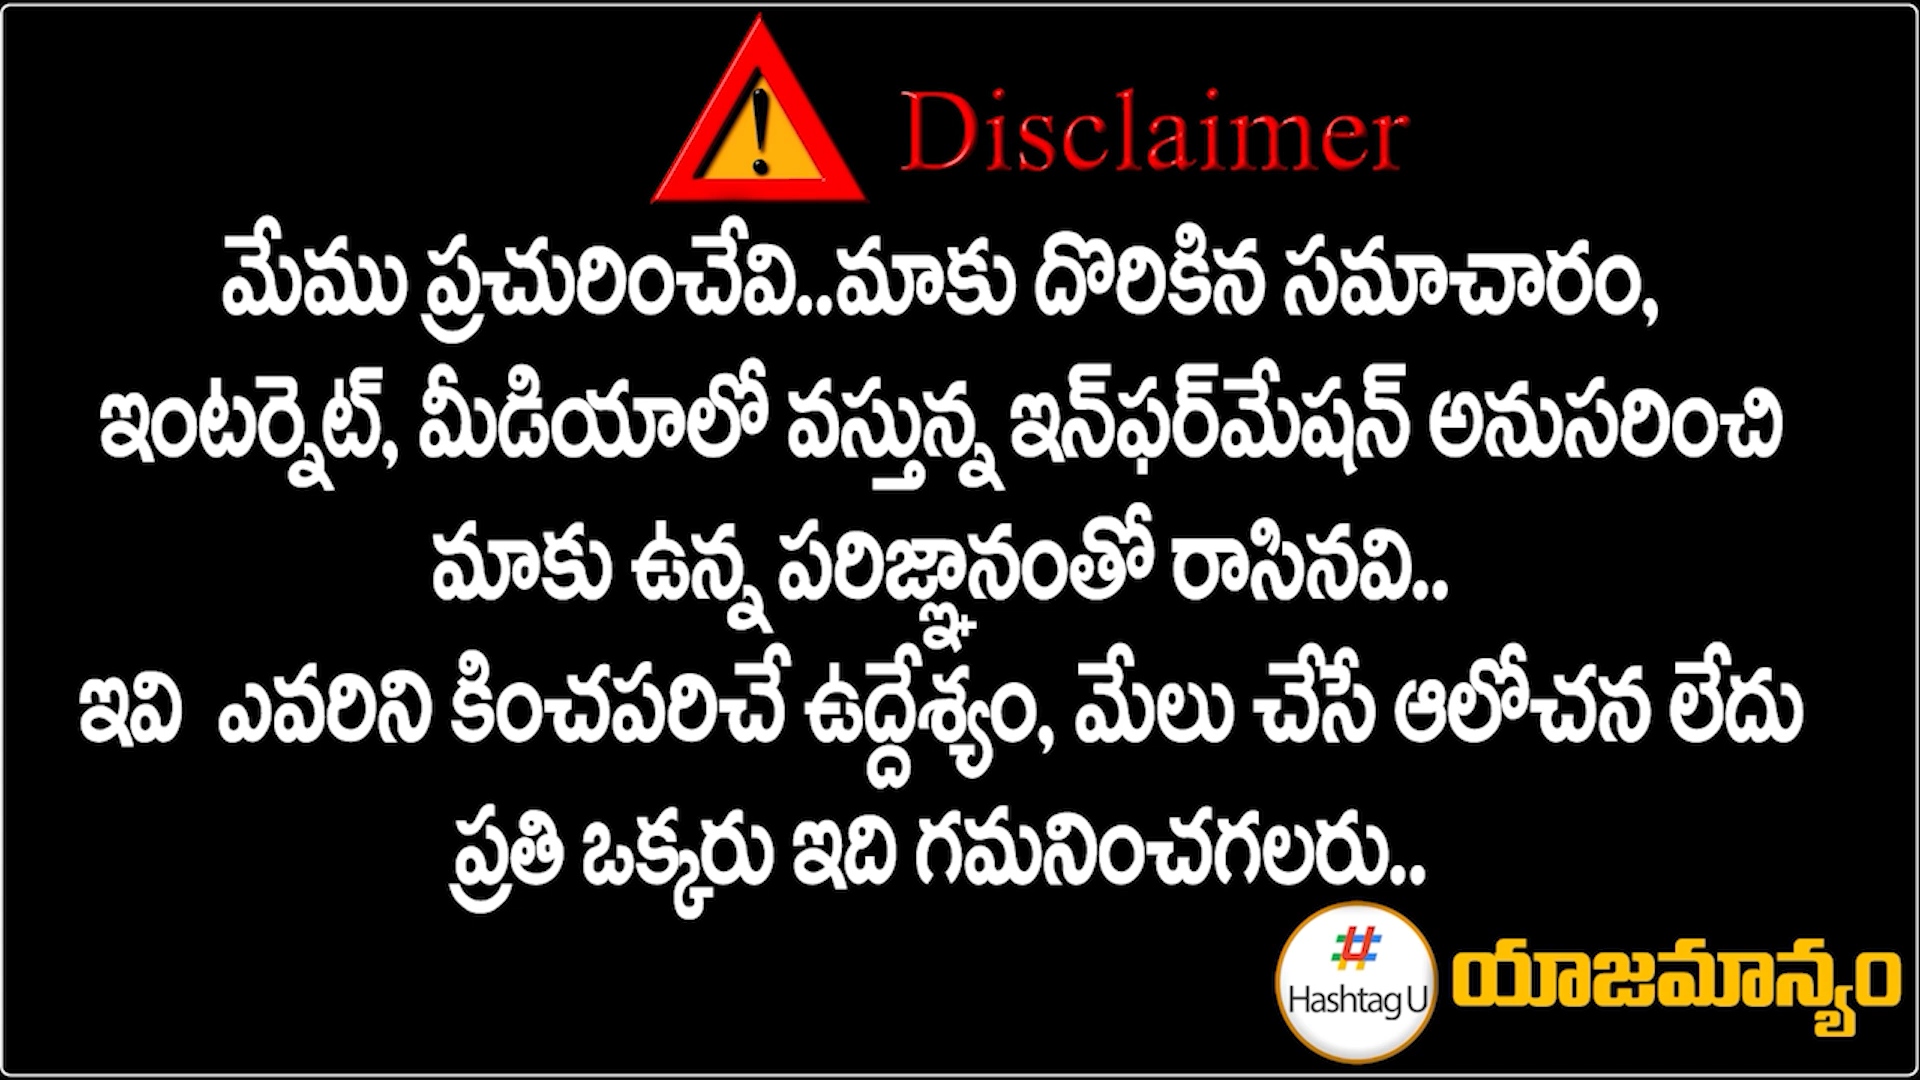 Disclaimer
మేము ప్రచురించేవి..మాకు దొరికిన సమాచారం,
ఇంటర్నెట్, మీడియాలో వస్తున్న ఇన్‌ఫర్‌మేషన్ అనుసరించి
మాకు ఉన్న పరిజ్ఞానంతో రాసినవి..
ఇవి ఎవరిని కించపరిచే ఉద్దేశ్యం, మేలు చేసే ఆలోచన లేదు
ప్రతి ఒక్కరు ఇది గమనించగలరు..
Hashtag U
యాజమాన్యం